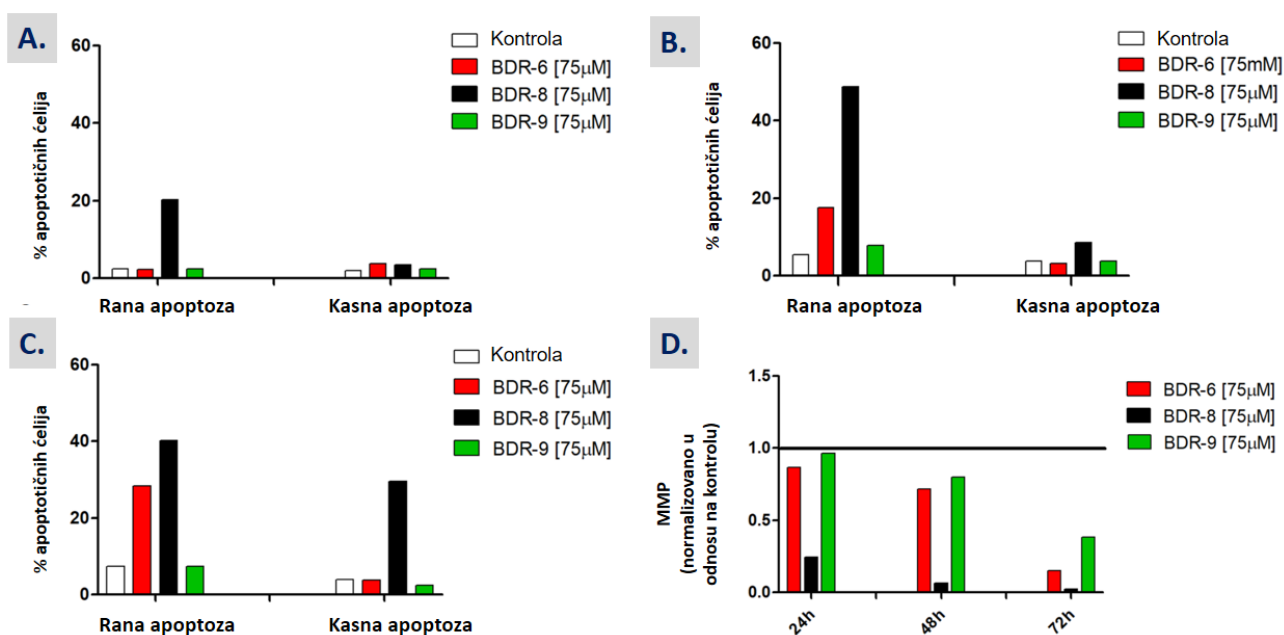 A.
60
40
20
0
% apoptotičnih ćelija
Kontrola
BDR-6 [75µM]
BDR-8 [75µM]
BDR-9 [75µM]
Rana apoptoza
Kasna apoptoza
B.
60
40
20
0
% apoptotičnih ćelija
Kontrola
BDR-6 [75mM]
BDR-8 [75µM]
BDR-9 [75µM]
Rana apoptoza
Kasna apoptoza
C.
60
40
20
0
% apoptotičnih ćelija
Kontrola
BDR-6 [75µM]
BDR-8 [75µM]
BDR-9 [75µM]
Rana apoptoza
Kasna apoptoza
D.
1.5
1.0
0.5
0.0
MMP
(normalizovano u
odnosu na kontrolu)
BDR-6 [75µM]
BDR-8 [75µM]
BDR-9 [75µM]
24h
48h
72h